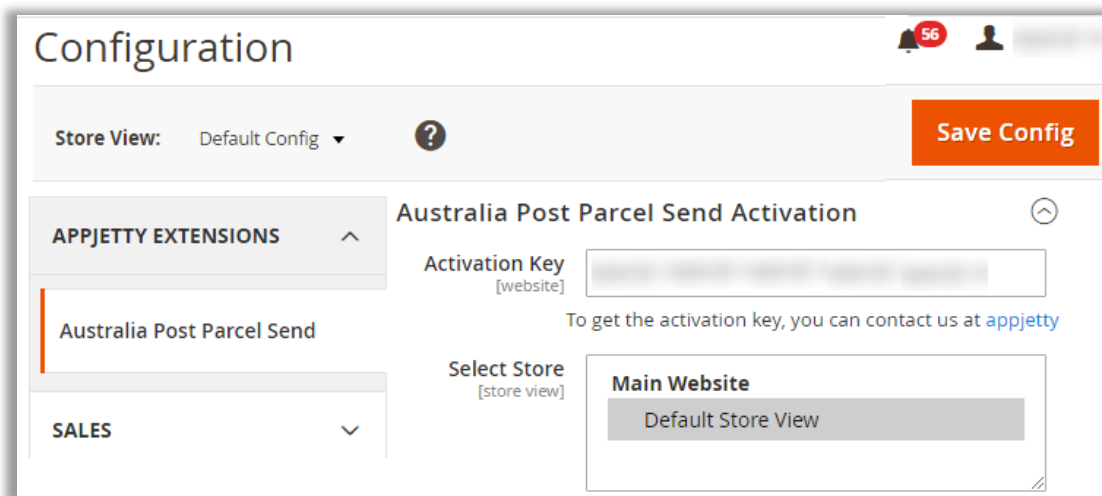 Configuration
56
Store View: Default Config
?
Save Config
APPJETTY EXTENSIONS
Australia Post Parcel Send
SALES
Australia Post Parcel Send Activation
Activation Key
[website]
To get the activation key, you can contact us at appjetty
Select Store
[store view]
Main Website
Default Store View